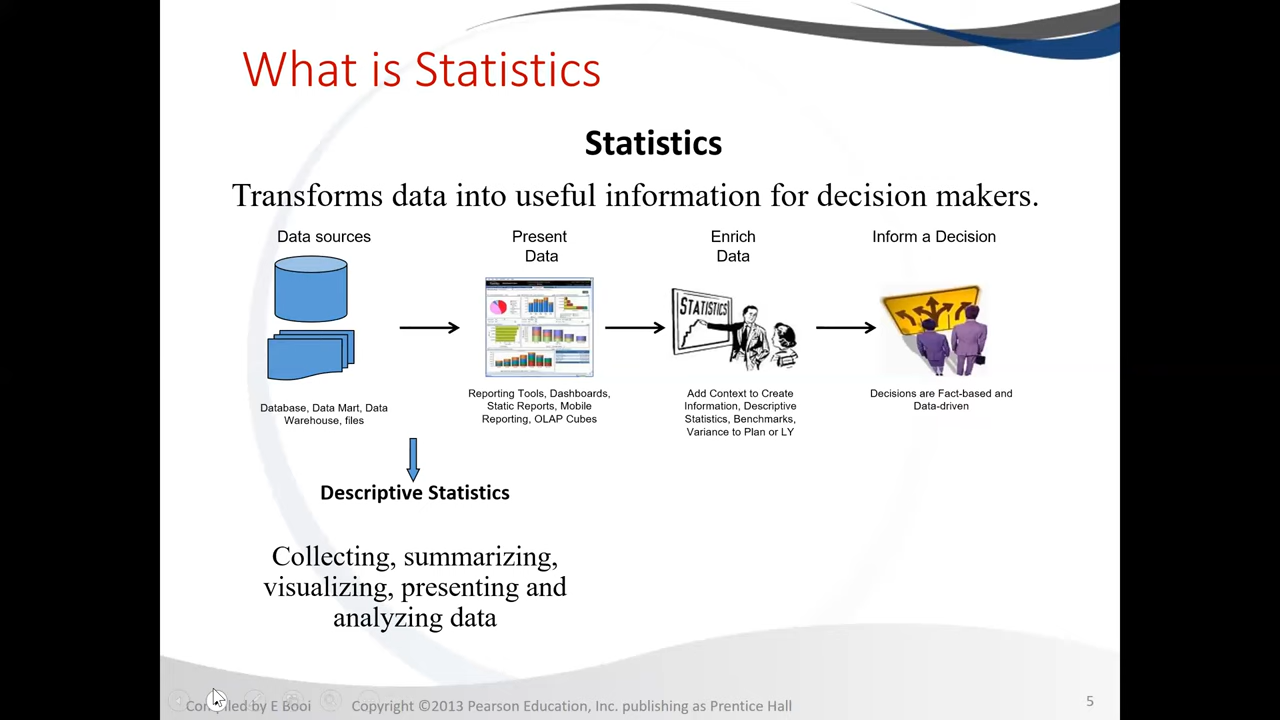 What is Statistics
Statistics
Transforms data into useful information for decision makers.
Data sources
Present
Data
Enrich
Data
Inform a Decision
STATISTICS
Database, Data Mart, Data
Warehouse, files
Reporting Tools, Dashboards,
Static Reports, Mobile
Reporting, OLAP Cubes
Add Context to Create
Information, Descriptive
Statistics, Benchmarks,
Variance to Plan or LY
Decisions are Fact-based and
Data-driven
Descriptive Statistics
Collecting, summarizing,
visualizing, presenting and
analyzing data
Compiled by E Booi
Copyright ©2013 Pearson Education, Inc. publishing as Prentice Hall
5